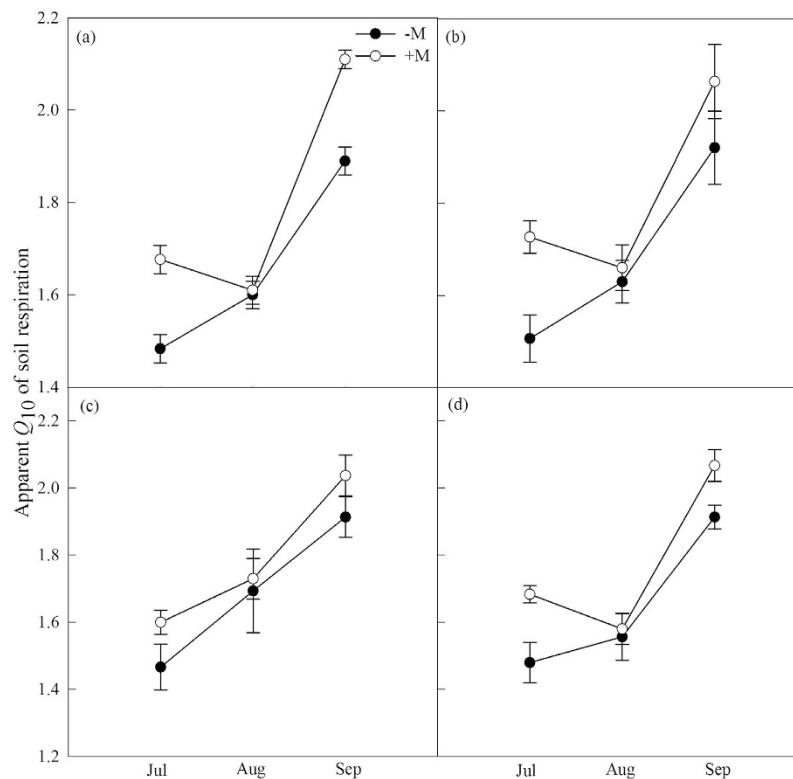 2.2
(a)
-M
+M
(b)
2.0
1.8
1.6
1.4
(c)
(d)
2.2
2.0
1.8
1.6
1.4
1.2
Apparent Q10 of soil respiration
Jul Aug Sep
Jul Aug Sep